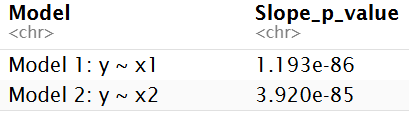 Model Slope_p_value
<chr> <chr>
Model 1: y ~ x1 1.193e-86
Model 2: y ~ x2 3.920e-85